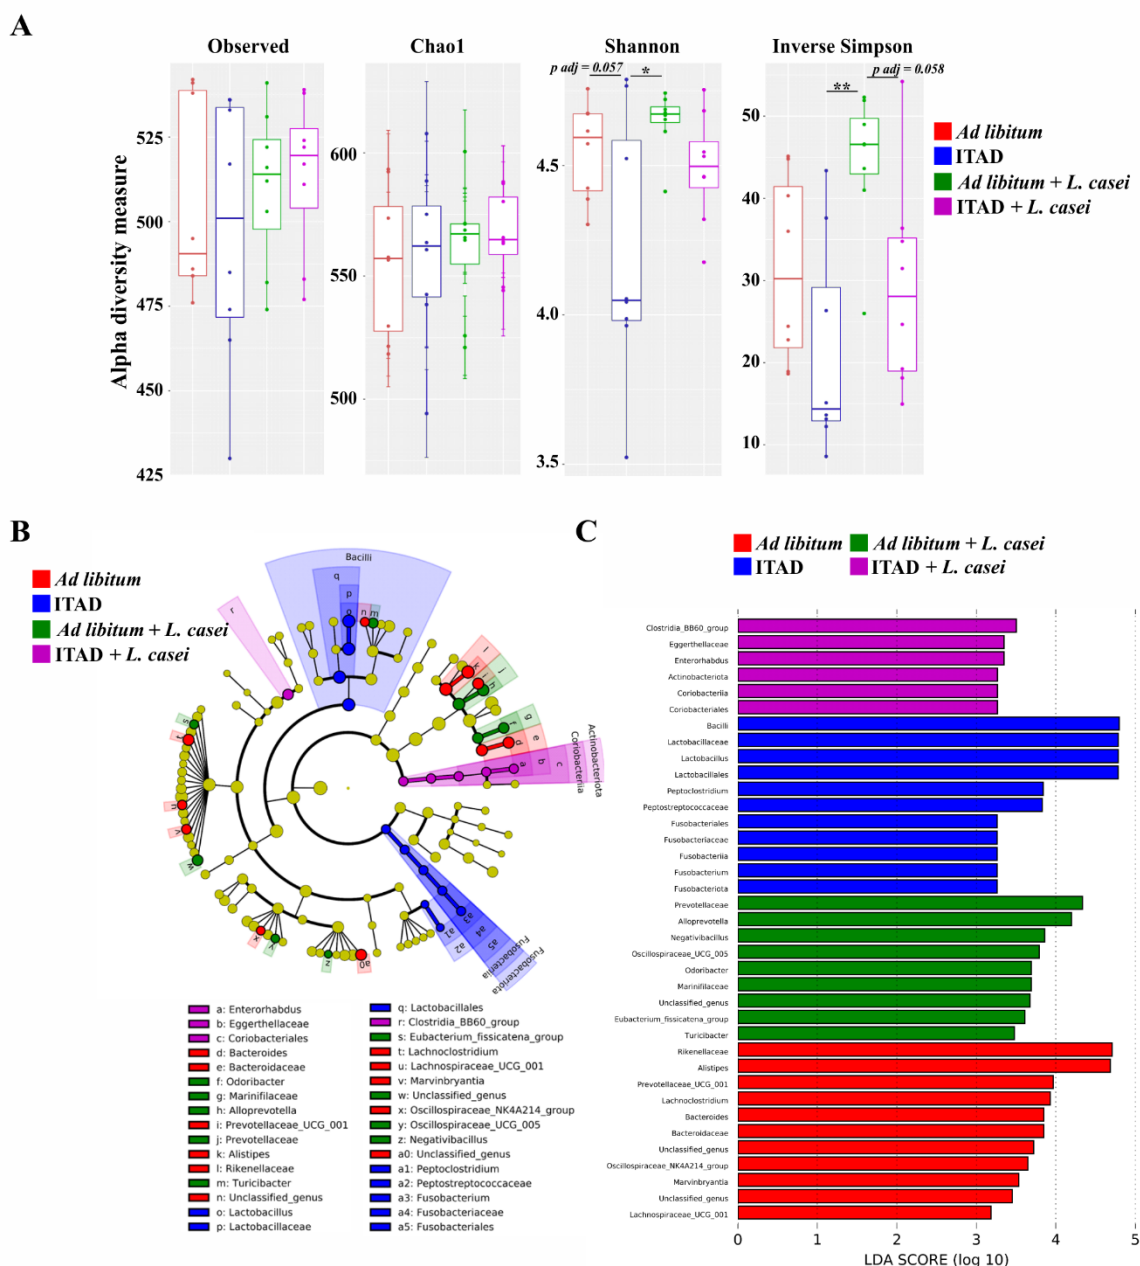 A
Observed
Chao1
Shannon
Inverse Simpson
p adj = 0.057
*
**
p adj = 0.058
Alpha diversity measure
525
500
475
450
425
600
550
500
4.5
4.0
3.5
50
40
30
20
10
Ad libitum
ITAD
Ad libitum + L. casei
ITAD + L. casei
B
Ad libitum
ITAD
Ad libitum + L. casei
ITAD + L. casei
Bacilli
q
p
o
n
m
r
l
k
i
j
h
g
f
e
d
a
b
c
Coriobacteriia
Actinobacteriota
s
w
x
y
z
a0
a1
a2
a3
a4
a5
Fusobacteriia
Fusobacteriota
a: Enterorhabdus
b: Eggerthellaceae
c: Coriobacteriales
d: Bacteroides
e: Bacteroidaceae
f: Odoribacter
g: Marinifilaceae
h: Alloprevotella
i: Prevotellaceae_UCG_001
j: Prevotellaceae
k: Alistipes
l: Rikenellaceae
m: Turicibacter
n: Unclassified_genus
o: Lactobacillus
p: Lactobacillaceae
q: Lactobacillales
r: Clostridia_BB60_group
s: Eubacterium_fissicatena_group
t: Lachnoclostridium
u: Lachnospiraceae_UCG_001
v: Marvinbryantia
w: Unclassified_genus
x: Oscillospiraceae_NK4A214_group
y: Oscillospiraceae_UCG_005
z: Negativibacillus
a0: Unclassified_genus
a1: Peptoclostridium
a2: Peptostreptococcaceae
a3: Fusobacterium
a4: Fusobacteriaceae
a5: Fusobacteriales
C
Ad libitum
ITAD
Ad libitum + L. casei
ITAD + L. casei
Clostridia_BB60_group
Eggerthellaceae
Enterorhabdus
Actinobacteriota
Coriobacteriia
Coriobacteriales
Bacilli
Lactobacillaceae
Lactobacillus
Lactobacillales
Peptoclostridium
Peptostreptococcaceae
Fusobacteriales
Fusobacteriaceae
Fusobacteriia
Fusobacterium
Fusobacteriota
Prevotellaceae
Alloprevotella
Negativibacillus
Oscillospiraceae_UCG_005
Odoribacter
Marinifilaceae
Unclassified_genus
Eubacterium_fissicatena_group
Turicibacter
Rikenellaceae
Alistipes
Prevotellaceae_UCG_001
Lachnoclostridium
Bacteroides
Bacteroidaceae
Unclassified_genus
Oscillospiraceae_NK4A214_group
Marvinbryantia
Unclassified_genus
Lachnospiraceae_UCG_001
0 1 2 3 4 5
LDA SCORE (log 10)